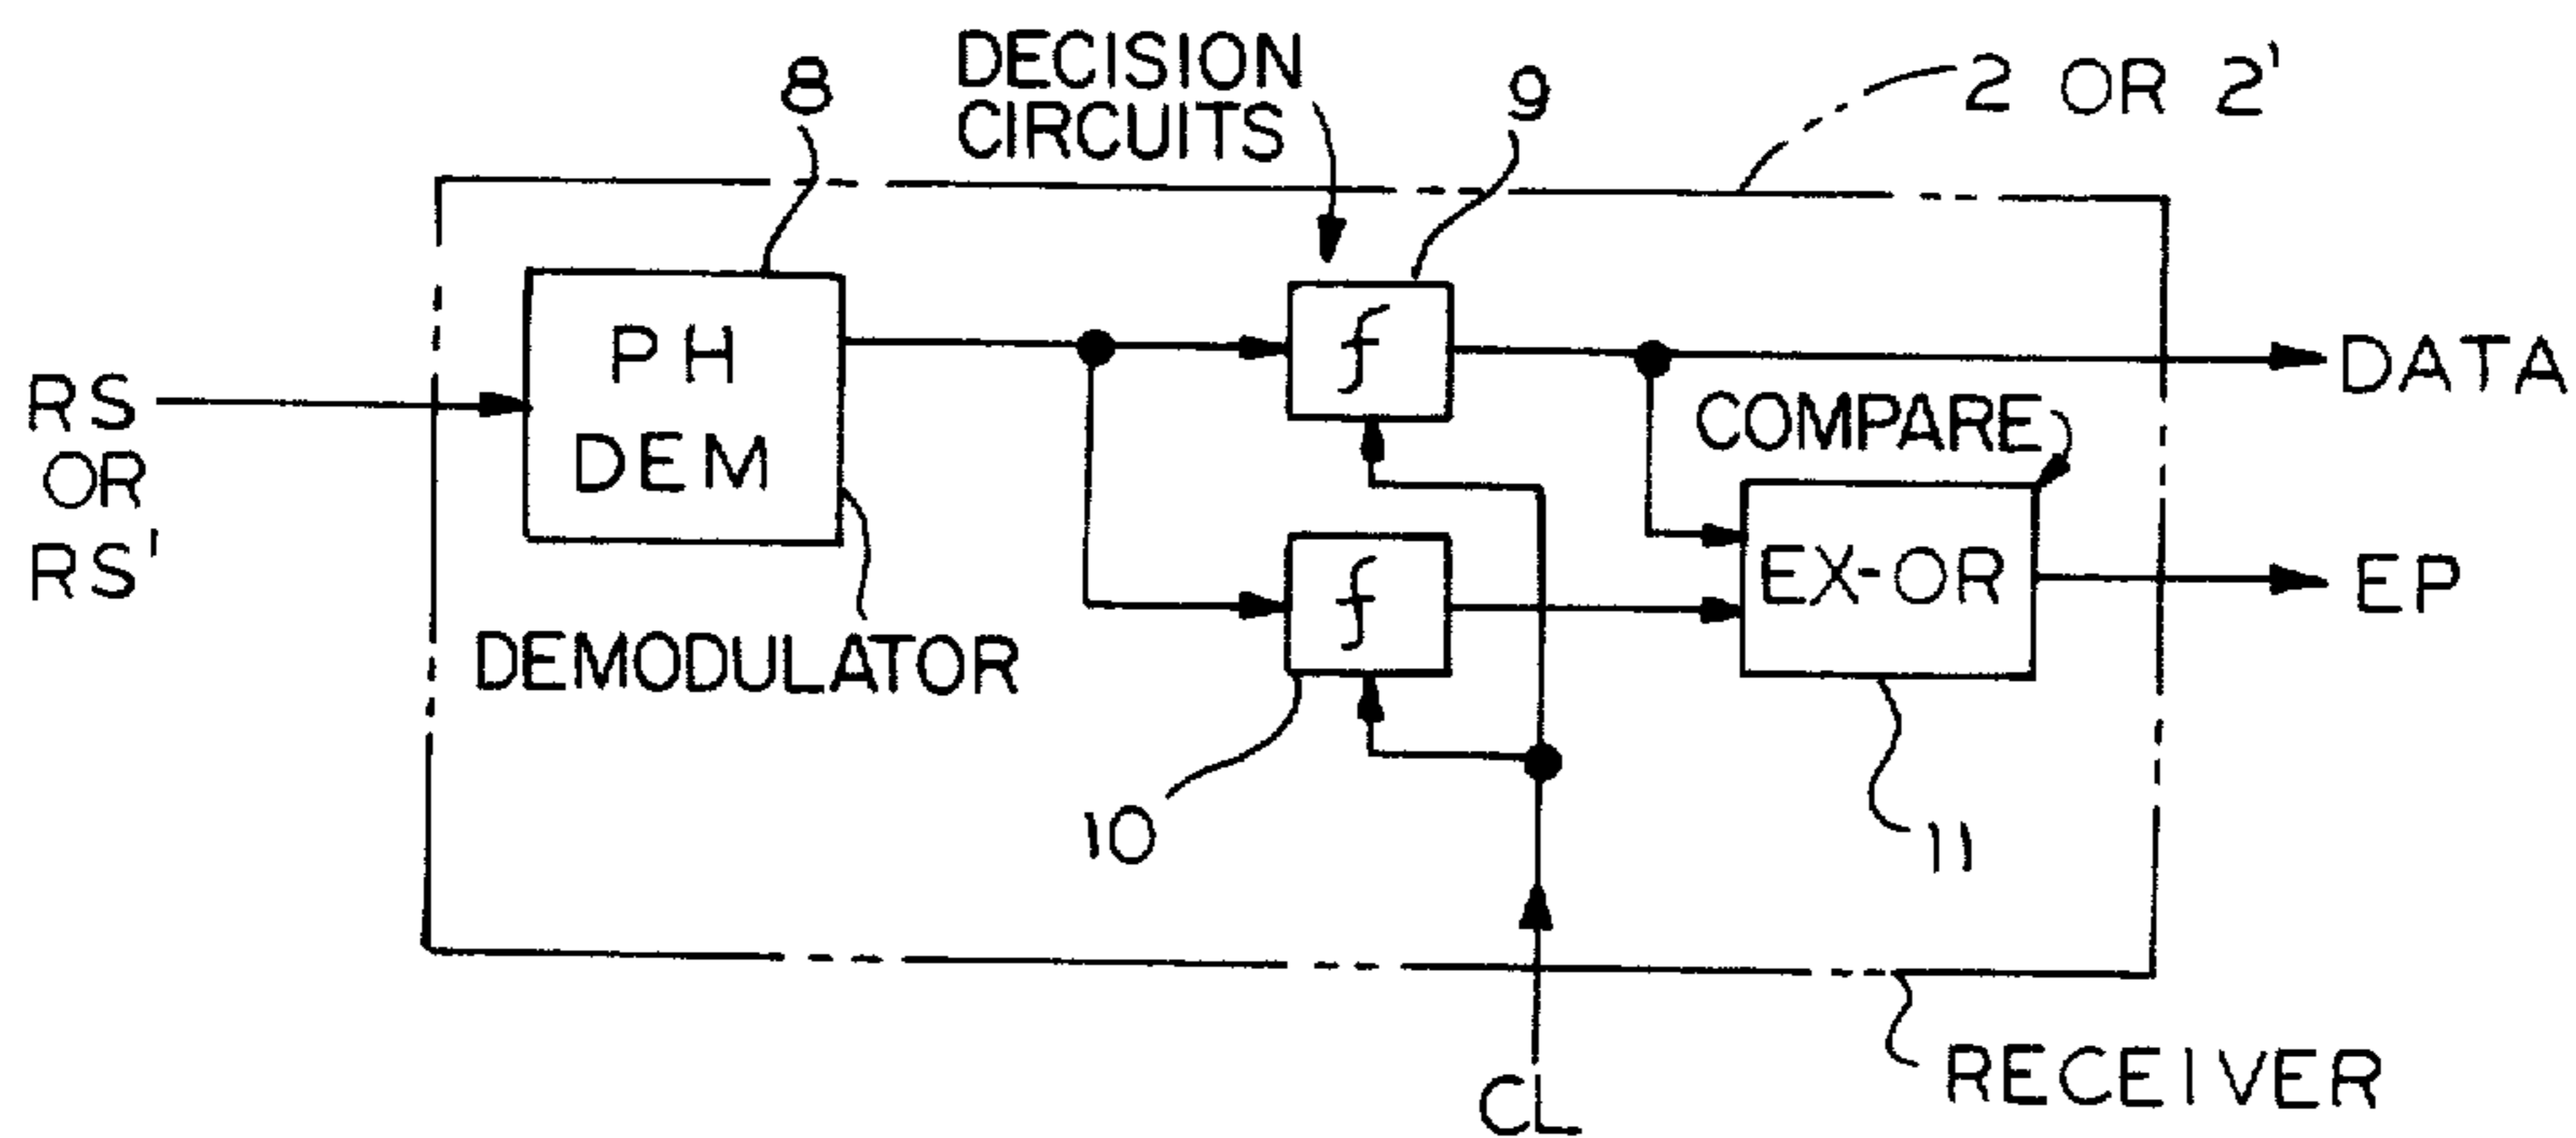 DECISION
CIRCUITS
8
9
2 OR 2'
PH
DEM
f
DATA
RS
OR
RS'
COMPARE
EX-OR
f
EP
DEMODULATOR
10
11
CL
RECEIVER